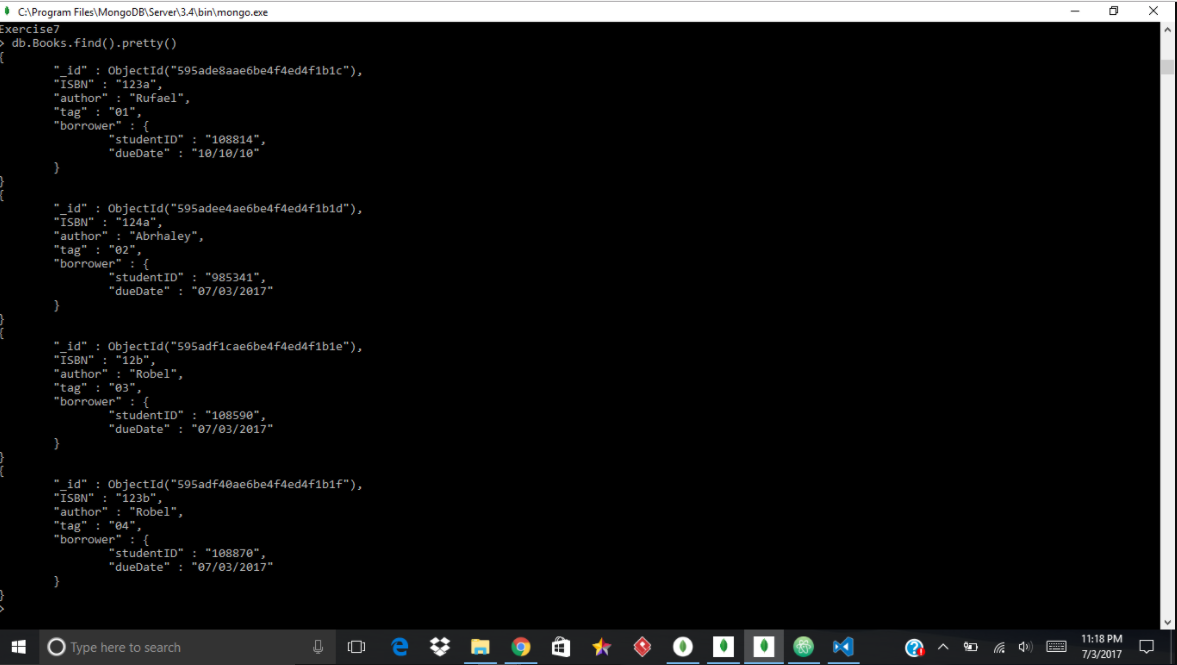 C:\Program Files\MongoDB\Server\3.4\bin\mongo.exe
Exercise7
> db.Books.find().pretty()
{
"_id" : ObjectId("595ade8aae6be4f4ed4f1b1c"),
"ISBN" : "123a",
"author" : "Rufael",
"tag" : "01",
"borrower" : {
"studentID" : "108814",
"dueDate" : "10/10/10"
}
}
{
"_id" : ObjectId("595adee4ae6be4f4ed4f1b1d"),
"ISBN" : "124a",
"author" : "Abrhaley",
"tag" : "02",
"borrower" : {
"studentID" : "985341",
"dueDate" : "07/03/2017"
}
}
{
"_id" : ObjectId("595adf1cae6be4f4ed4f1b1e"),
"ISBN" : "12b",
"author" : "Robel",
"tag" : "03",
"borrower" : {
"studentID" : "108590",
"dueDate" : "07/03/2017"
}
}
{
"_id" : ObjectId("595adf40ae6be4f4ed4f1b1f"),
"ISBN" : "123b",
"author" : "Robel",
"tag" : "04",
"borrower" : {
"studentID" : "108870",
"dueDate" : "07/03/2017"
}
}
>
Type here to search
11:18 PM
7/3/2017